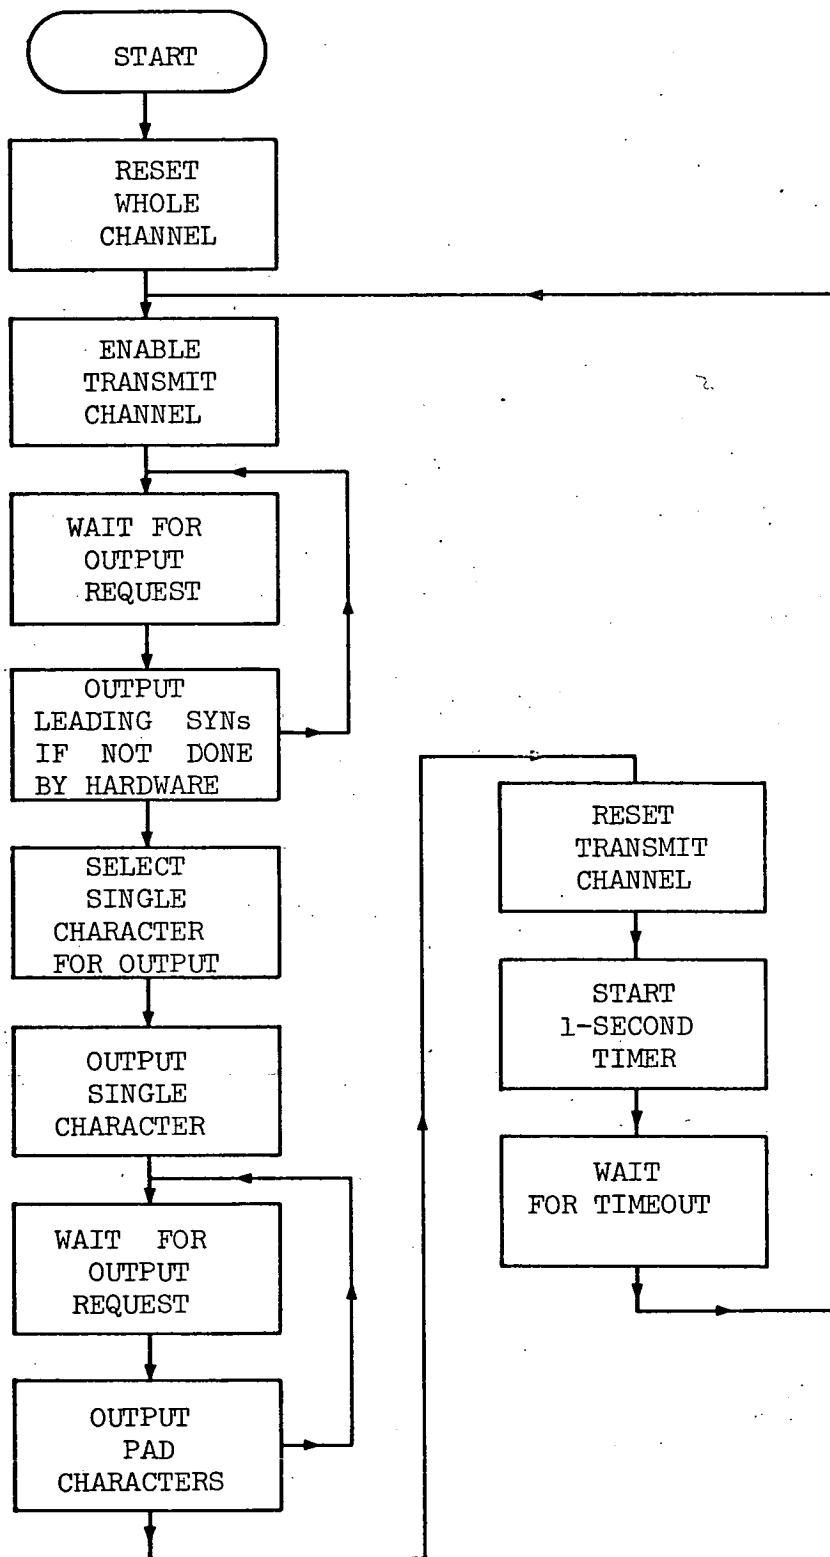 START
RESET
WHOLE
CHANNEL
ENABLE
TRANSMIT
CHANNEL
WAIT FOR
OUTPUT
REQUEST
OUTPUT
LEADING SYNs
IF NOT DONE
BY HARDWARE
SELECT
SINGLE
CHARACTER
FOR OUTPUT
OUTPUT
SINGLE
CHARACTER
WAIT FOR
OUTPUT
REQUEST
OUTPUT
PAD
CHARACTERS
RESET
TRANSMIT
CHANNEL
START
1-SECOND
TIMER
WAIT
FOR TIMEOUT